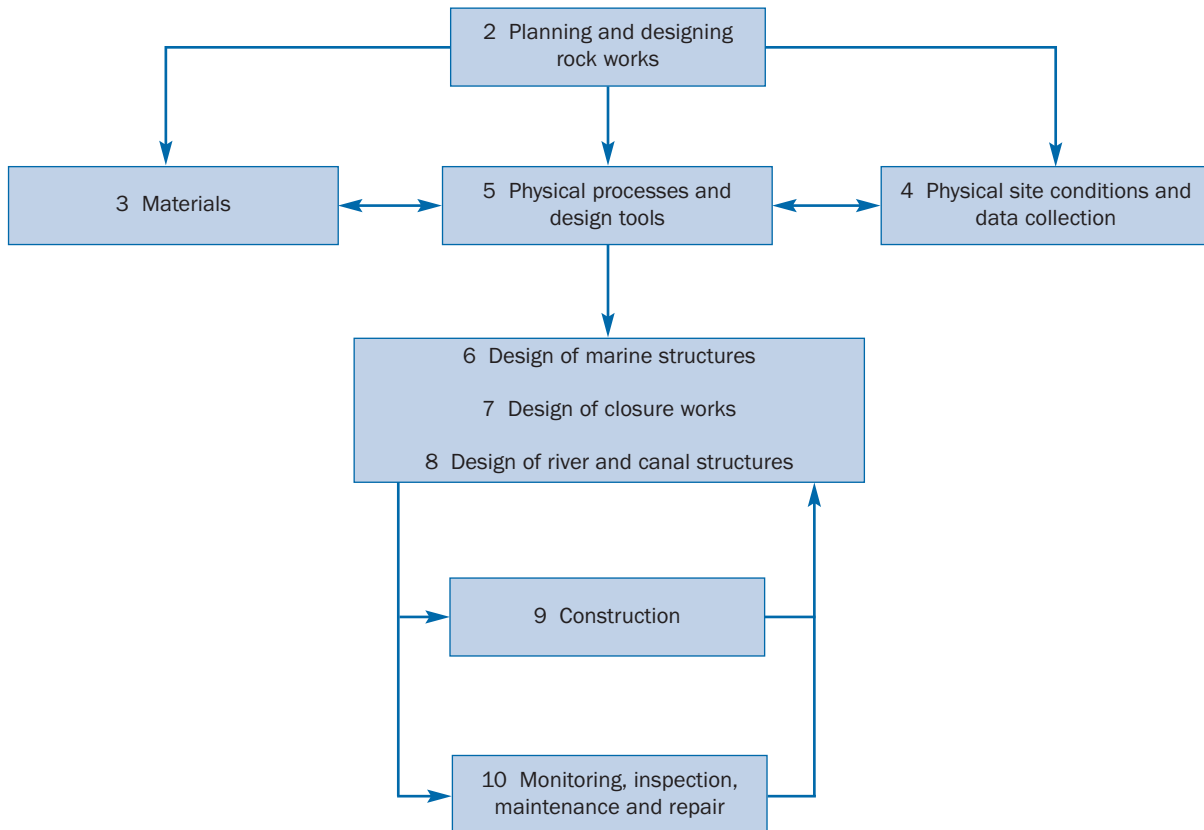 2 Planning and designing
rock works
3 Materials
5 Physical processes and
design tools
4 Physical site conditions and
data collection
6 Design of marine structures
7 Design of closure works
8 Design of river and canal structures
9 Construction
10 Monitoring, inspection,
maintenance and repair